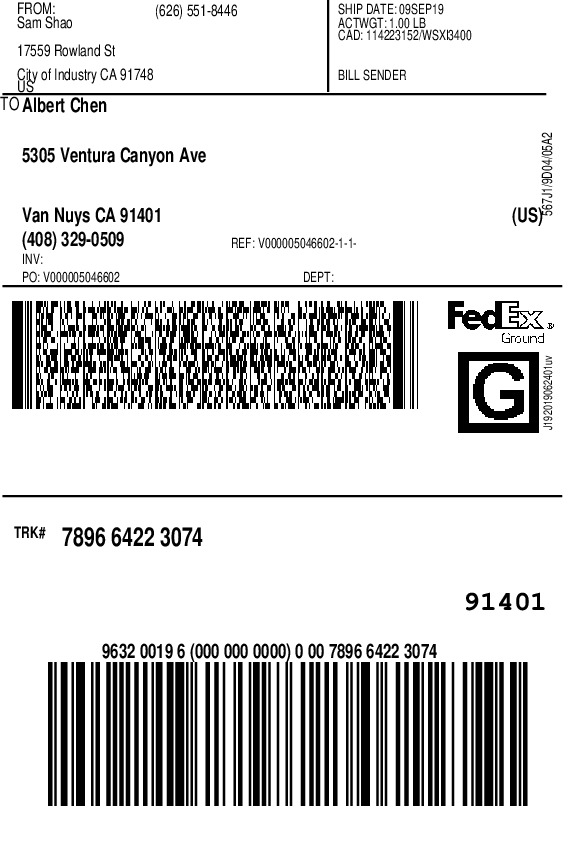 FROM:
Sam Shao
(626) 551-8446
17559 Rowland St
City of Industry CA 91748
US
SHIP DATE: 09SEP19
ACTWGT: 1.00 LB
CAD: 114223152/WSXI3400
BILL SENDER
TO Albert Chen
5305 Ventura Canyon Ave
Van Nuys CA 91401
(US)
(408) 329-0509
REF: V000005046602-1-1-
INV:
PO: V000005046602
DEPT:
567J1/9D04/05A2
FedEx®
Ground
G
J192019062401uv
TRK# 7896 6422 3074
91401
9632 0019 6 (000 000 0000) 0 00 7896 6422 3074